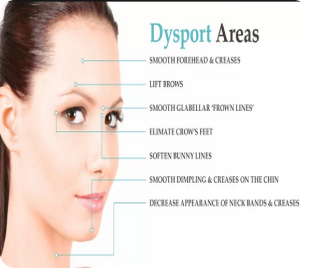 Dysport Areas
SMOOTH FOREHEAD & CREASES
LIFT BROWS
SMOOTH GLABELLAR 'FROWN LINES'
ELIMATE CROW'S FEET
SOFTEN BUNNY LINES
SMOOTH DIMPLING & CREASES ON THE CHIN
DECREASE APPEARANCE OF NECK BANDS & CREASES